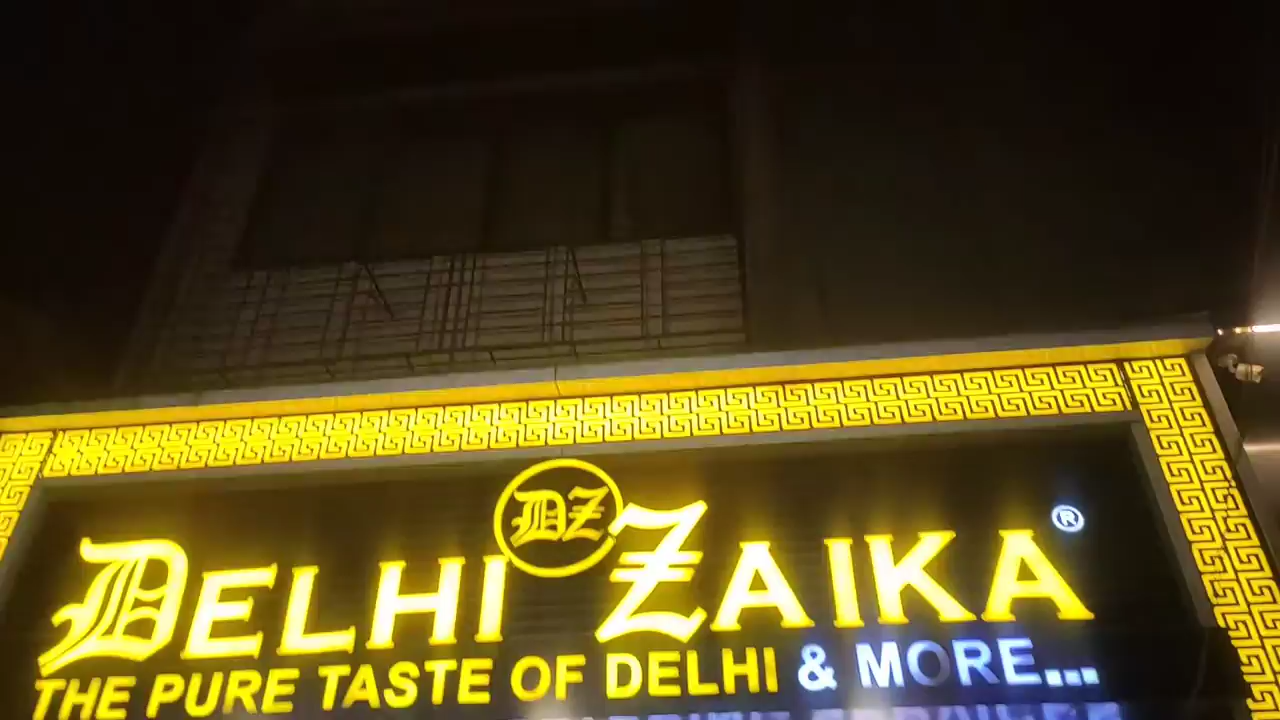 DZ
DELHI ZAIKA ®
THE PURE TASTE OF DELHI & MORE...